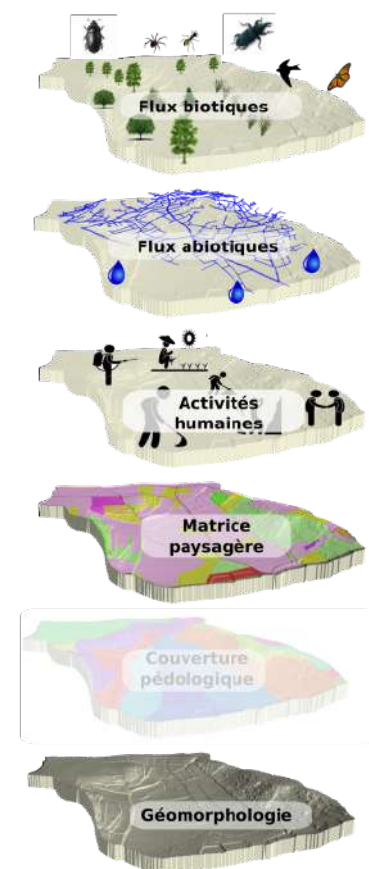 Flux biotiques
Flux abiotiques
Activités
humaines
Matrice
paysagère
Couverture
pédologique
Géomorphologie